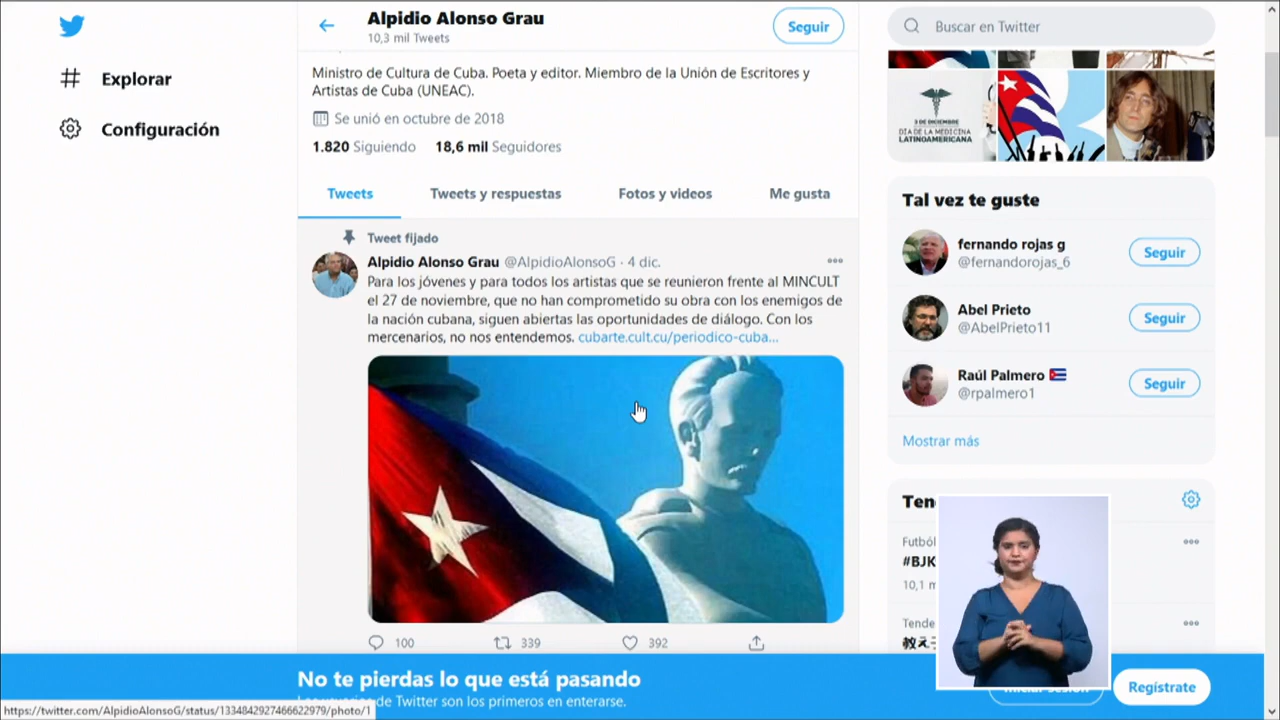 Alpidio Alonso Grau
10,3 mil Tweets
Seguir
Buscar en Twitter
Explorar
Configuración
Ministro de Cultura de Cuba. Poeta y editor. Miembro de la Unión de Escritores y
Artistas de Cuba (UNEAC).
Se unió en octubre de 2018
1.820 Siguiendo 18,6 mil Seguidores
Tweets Tweets y respuestas Fotos y videos Me gusta
Tweet fijado
Alpidio Alonso Grau @AlpidioAlonsoG · 4 dic.
Para los jóvenes y para todos los artistas que se reunieron frente al MINCULT
el 27 de noviembre, que no han comprometido su obra con los enemigos de
la nación cubana, siguen abiertas las oportunidades de diálogo. Con los
mercenarios, no nos entendemos. cubarte.cult.cu/periodico-cuba...
100 339 392
3 DE DICIEMBRE
DÍA DE LA MEDICINA
LATINOAMERICANA
Tal vez te guste
fernando rojas g
@fernandorojas_6
Seguir
Abel Prieto
@AbelPrieto11
Seguir
Raúl Palmero
@rpalmero1
Seguir
Mostrar más
Ten
Futból
#BJK
10,1 m
Tende
教え
No te pierdas lo que está pasando
de Twitter son los primeros en enterarse.
Iniciar sesión
Regístrate
https://twitter.com/AlpidioAlonsoG/status/1334842927466622979/photo/1